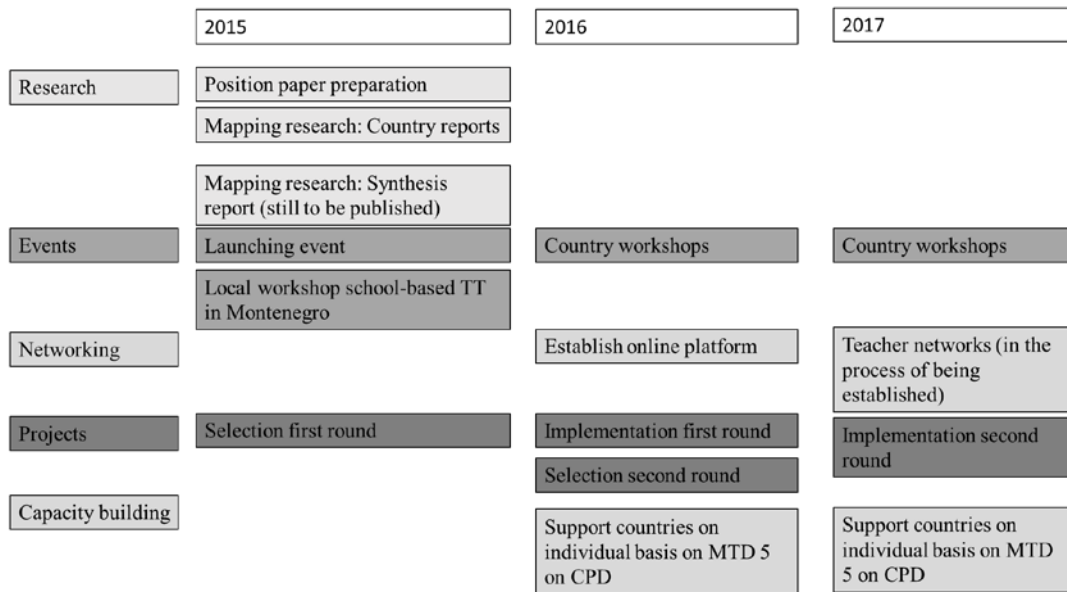 2015
2016
2017
Research
Position paper preparation
Mapping research: Country reports
Mapping research: Synthesis
report (still to be published)
Events
Launching event
Country workshops
Country workshops
Local workshop school-based TT
in Montenegro
Networking
Establish online platform
Teacher networks (in the
process of being
established)
Projects
Selection first round
Implementation first round
Implementation second
round
Selection second round
Capacity building
Support countries on
individual basis on MTD 5
on CPD
Support countries on
individual basis on MTD
5 on CPD